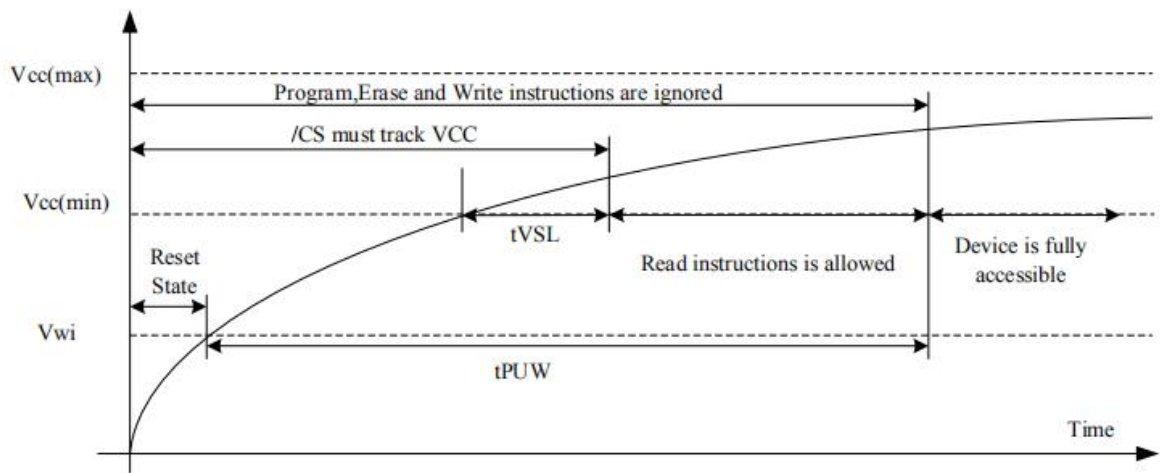 Vcc(max)
Program,Erase and Write instructions are ignored
/CS must track VCC
Vcc(min)
tVSL
Reset
State
Read instructions is allowed
Device is fully
accessible
Vwi
tPUW
Time